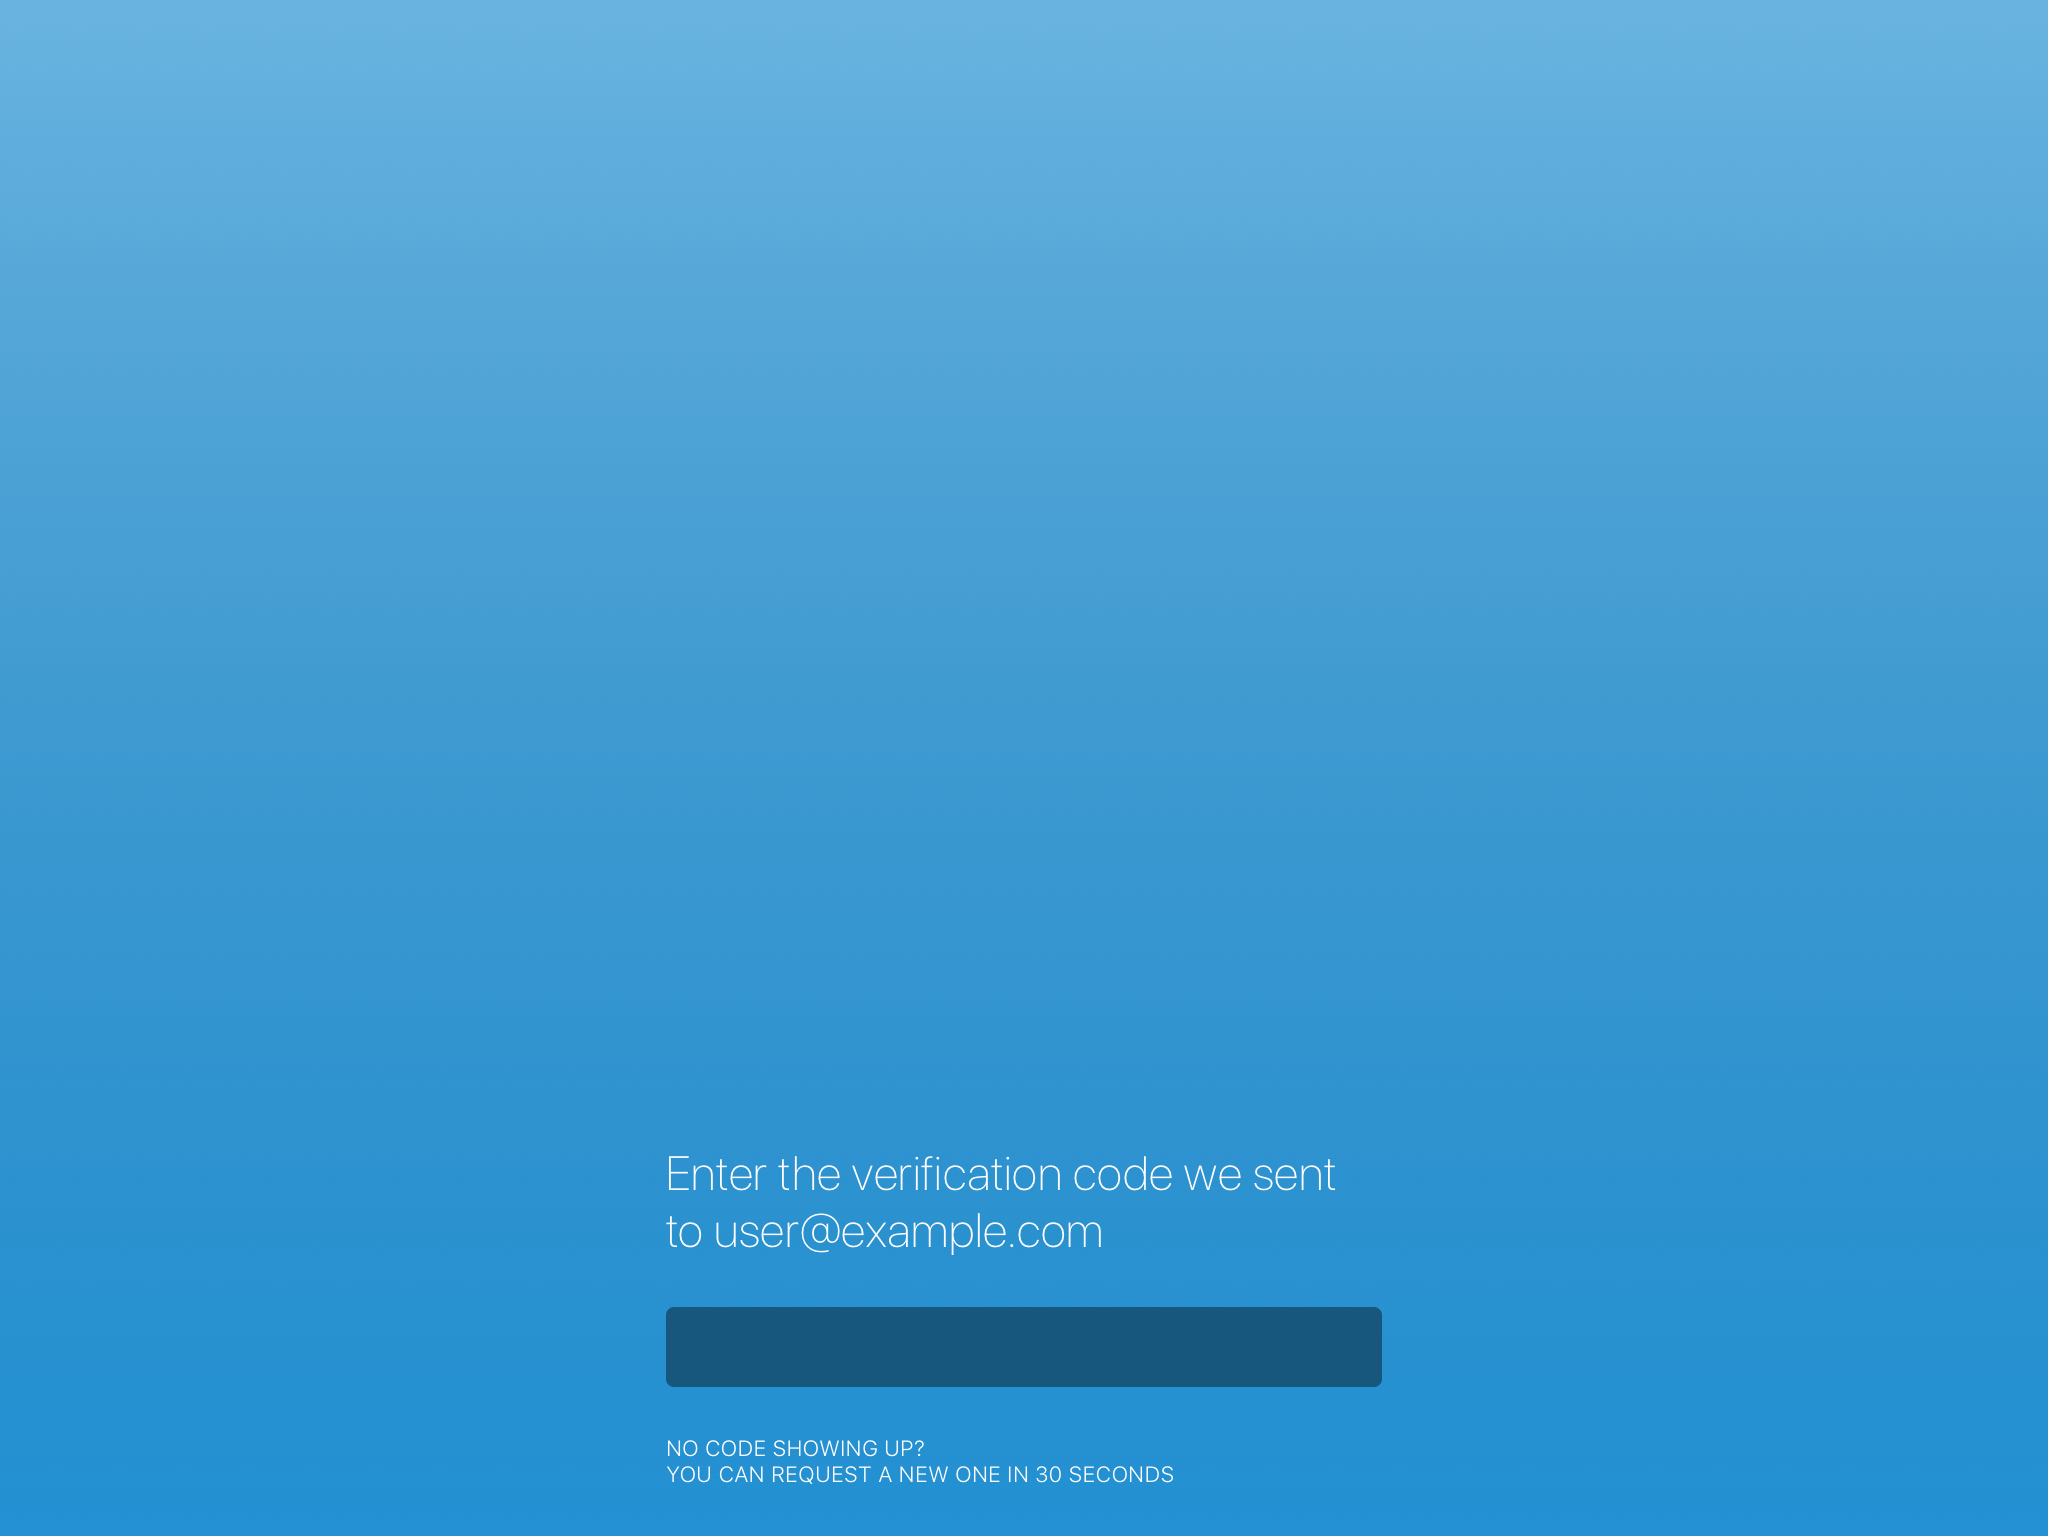 Enter the verification code we sent
to user@example.com
NO CODE SHOWING UP?
YOU CAN REQUEST A NEW ONE IN 30 SECONDS